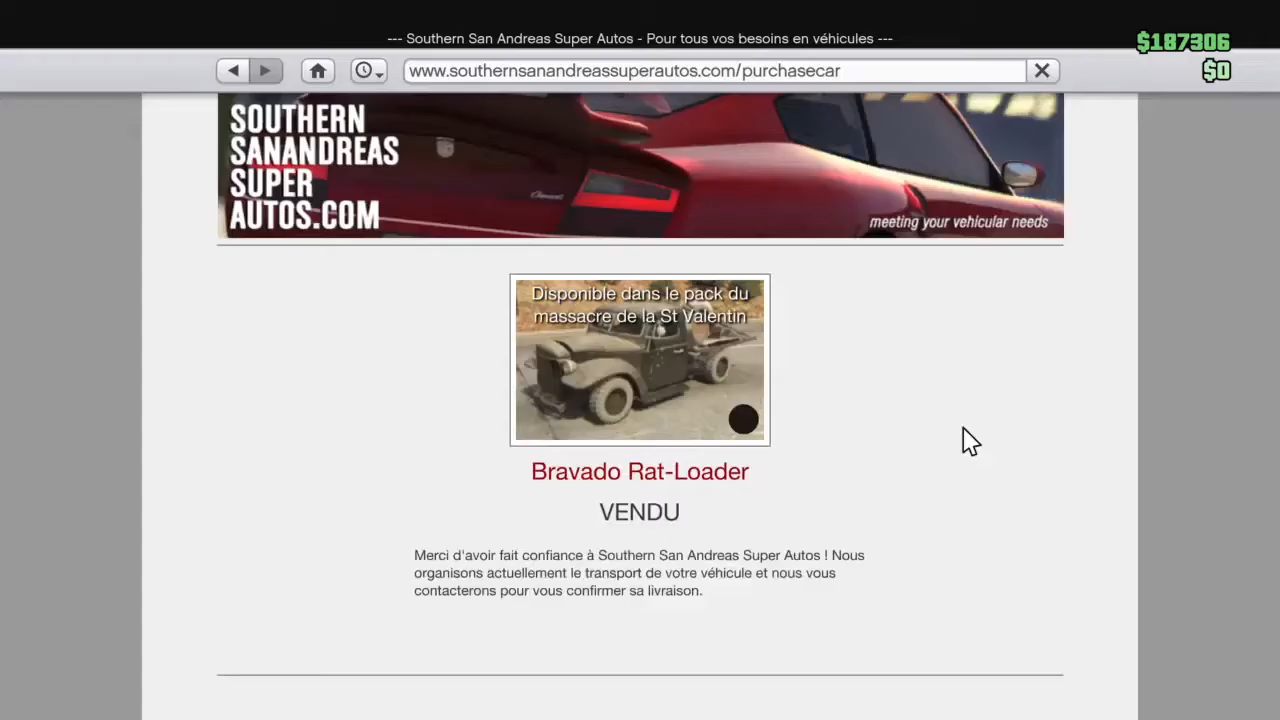 --- Southern San Andreas Super Autos - Pour tous vos besoins en véhicules ---
$187306
$0
www.southernsanandreassuperautos.com/purchasecar
SOUTHERN
SANANDREAS
SUPER
AUTOS.COM
meeting your vehicular needs
Disponible dans le pack du
massacre de la St Valentin
Bravado Rat-Loader
VENDU
Merci d'avoir fait confiance à Southern San Andreas Super Autos ! Nous
organisons actuellement le transport de votre véhicule et nous vous
contacterons pour vous confirmer sa livraison.